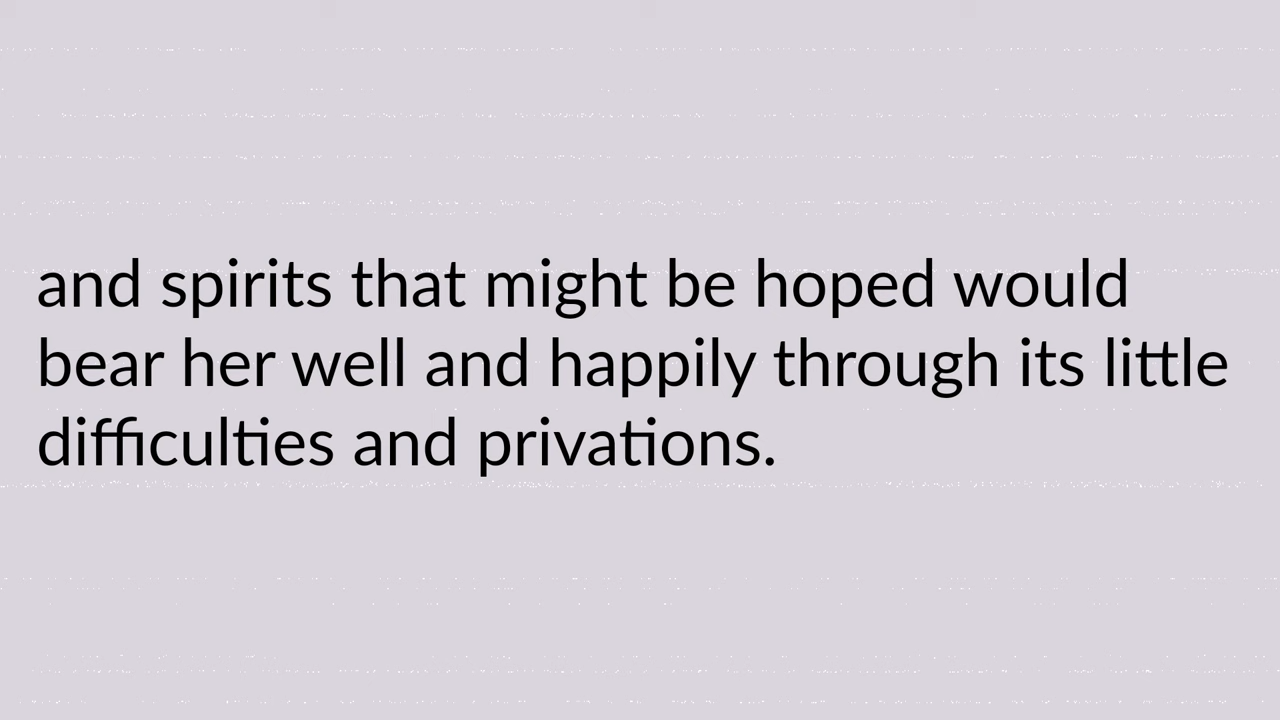 and spirits that might be hoped would
bear her well and happily through its little
difficulties and privations.